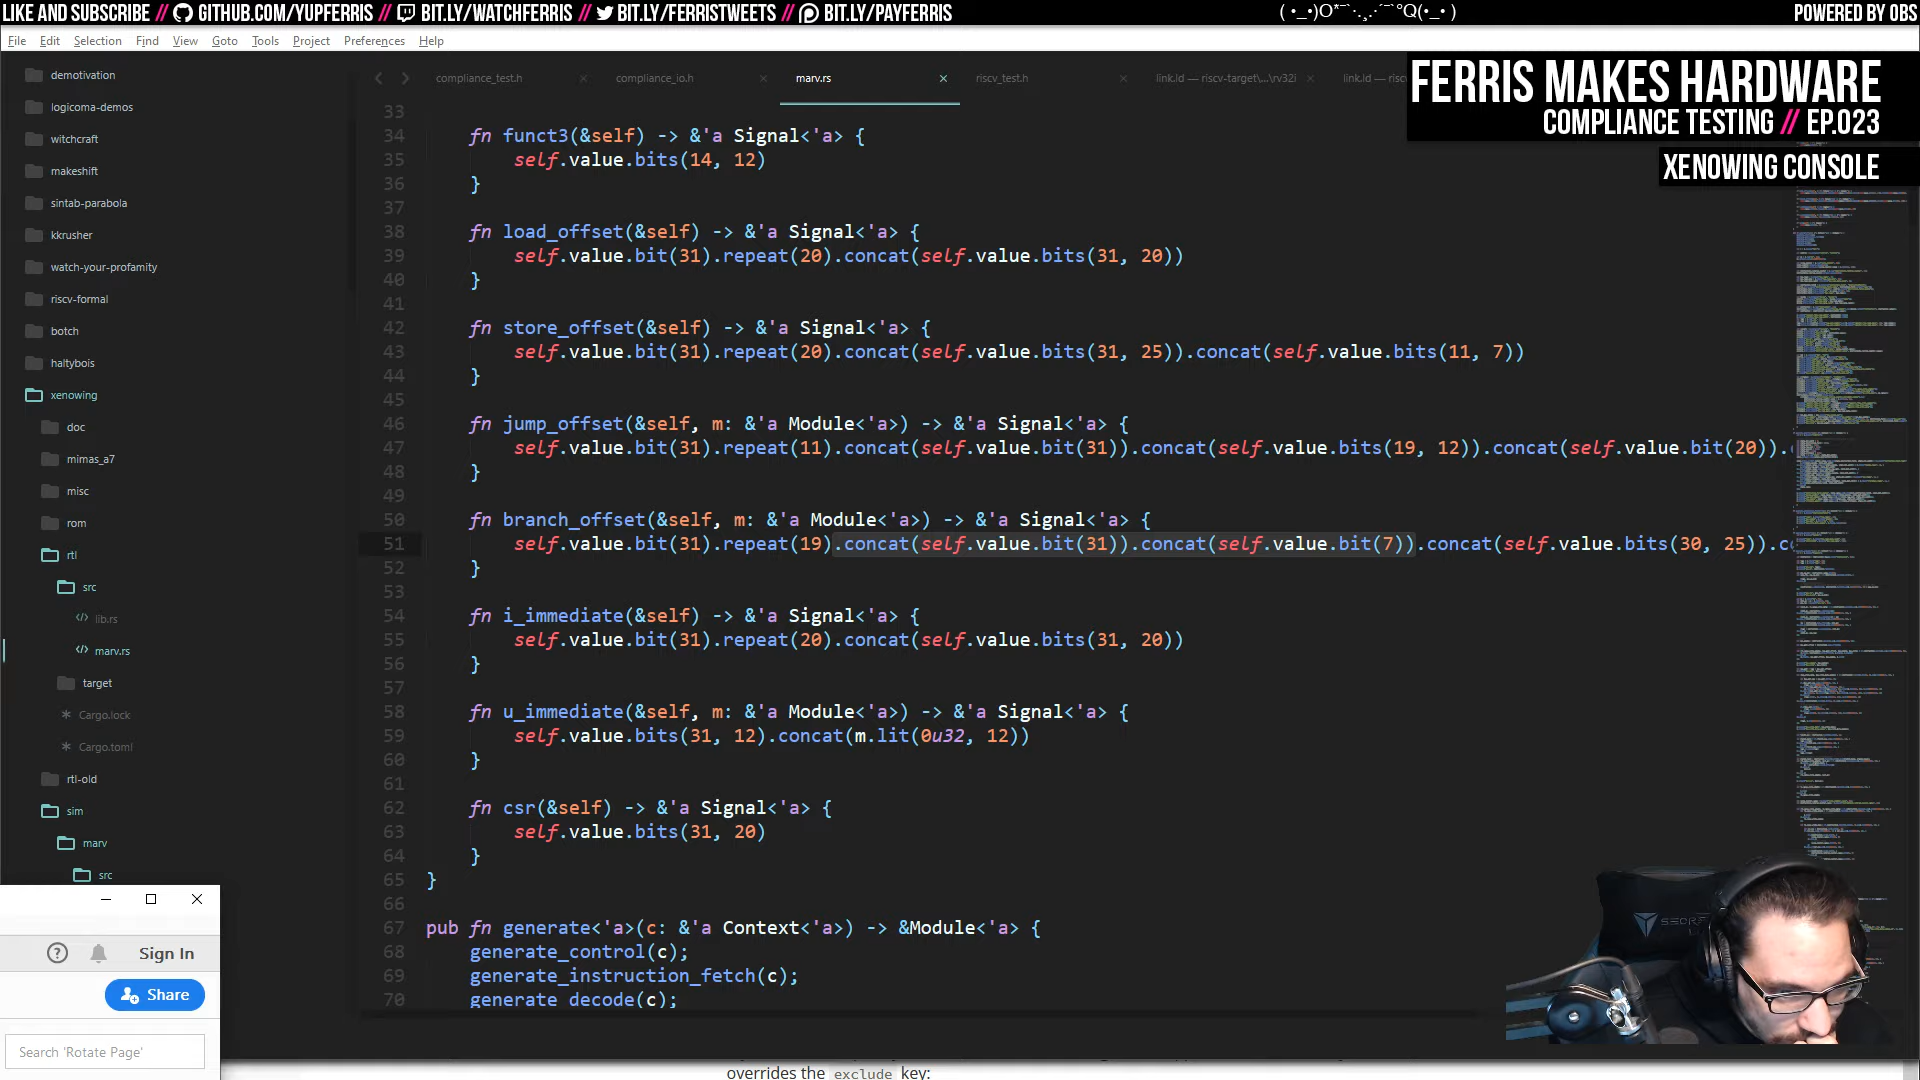 LIKE AND SUBSCRIBE // GITHUB.COM/YUPFERRIS // BIT.LY/WATCHFERRIS // BIT.LY/FERRISTWEETS // BIT.LY/PAYFERRIS
POWERED BY OBS
File Edit Selection Find View Goto Tools Project Preferences Help
FERRIS MAKES HARDWARE
COMPLIANCE TESTING // EP.023
XENOWING CONSOLE
compliance_test.h compliance_io.h marv.rs riscv_test.h link.ld — riscv-target\...\rv32i link.ld — riscv
demotivation
logicoma-demos
witchcraft
makeshift
sintab-parabola
kkrusher
watch-your-profamity
riscv-formal
botch
haltybois
xenowing
doc
mimas_a7
misc
rom
rtl
src
lib.rs
marv.rs
target
Cargo.lock
Cargo.toml
rtl-old
sim
marv
src
33
34 fn funct3(&self) -> &'a Signal<'a> {
35 self.value.bits(14, 12)
36 }
37
38 fn load_offset(&self) -> &'a Signal<'a> {
39 self.value.bit(31).repeat(20).concat(self.value.bits(31, 20))
40 }
41
42 fn store_offset(&self) -> &'a Signal<'a> {
43 self.value.bit(31).repeat(20).concat(self.value.bits(31, 25)).concat(self.value.bits(11, 7))
44 }
45
46 fn jump_offset(&self, m: &'a Module<'a>) -> &'a Signal<'a> {
47 self.value.bit(31).repeat(11).concat(self.value.bit(31)).concat(self.value.bits(19, 12)).concat(self.value.bit(20)).
48 }
49
50 fn branch_offset(&self, m: &'a Module<'a>) -> &'a Signal<'a> {
51 self.value.bit(31).repeat(19).concat(self.value.bit(31)).concat(self.value.bit(7)).concat(self.value.bits(30, 25)).c
52 }
53
54 fn i_immediate(&self) -> &'a Signal<'a> {
55 self.value.bit(31).repeat(20).concat(self.value.bits(31, 20))
56 }
57
58 fn u_immediate(&self, m: &'a Module<'a>) -> &'a Signal<'a> {
59 self.value.bits(31, 12).concat(m.lit(0u32, 12))
60 }
61
62 fn csr(&self) -> &'a Signal<'a> {
63 self.value.bits(31, 20)
64 }
65 }
66
67 pub fn generate<'a>(c: &'a Context<'a>) -> &Module<'a> {
68 generate_control(c);
69 generate_instruction_fetch(c);
70 generate_decode(c);
Sign In
Share
Search 'Rotate Page'
overrides the exclude key: